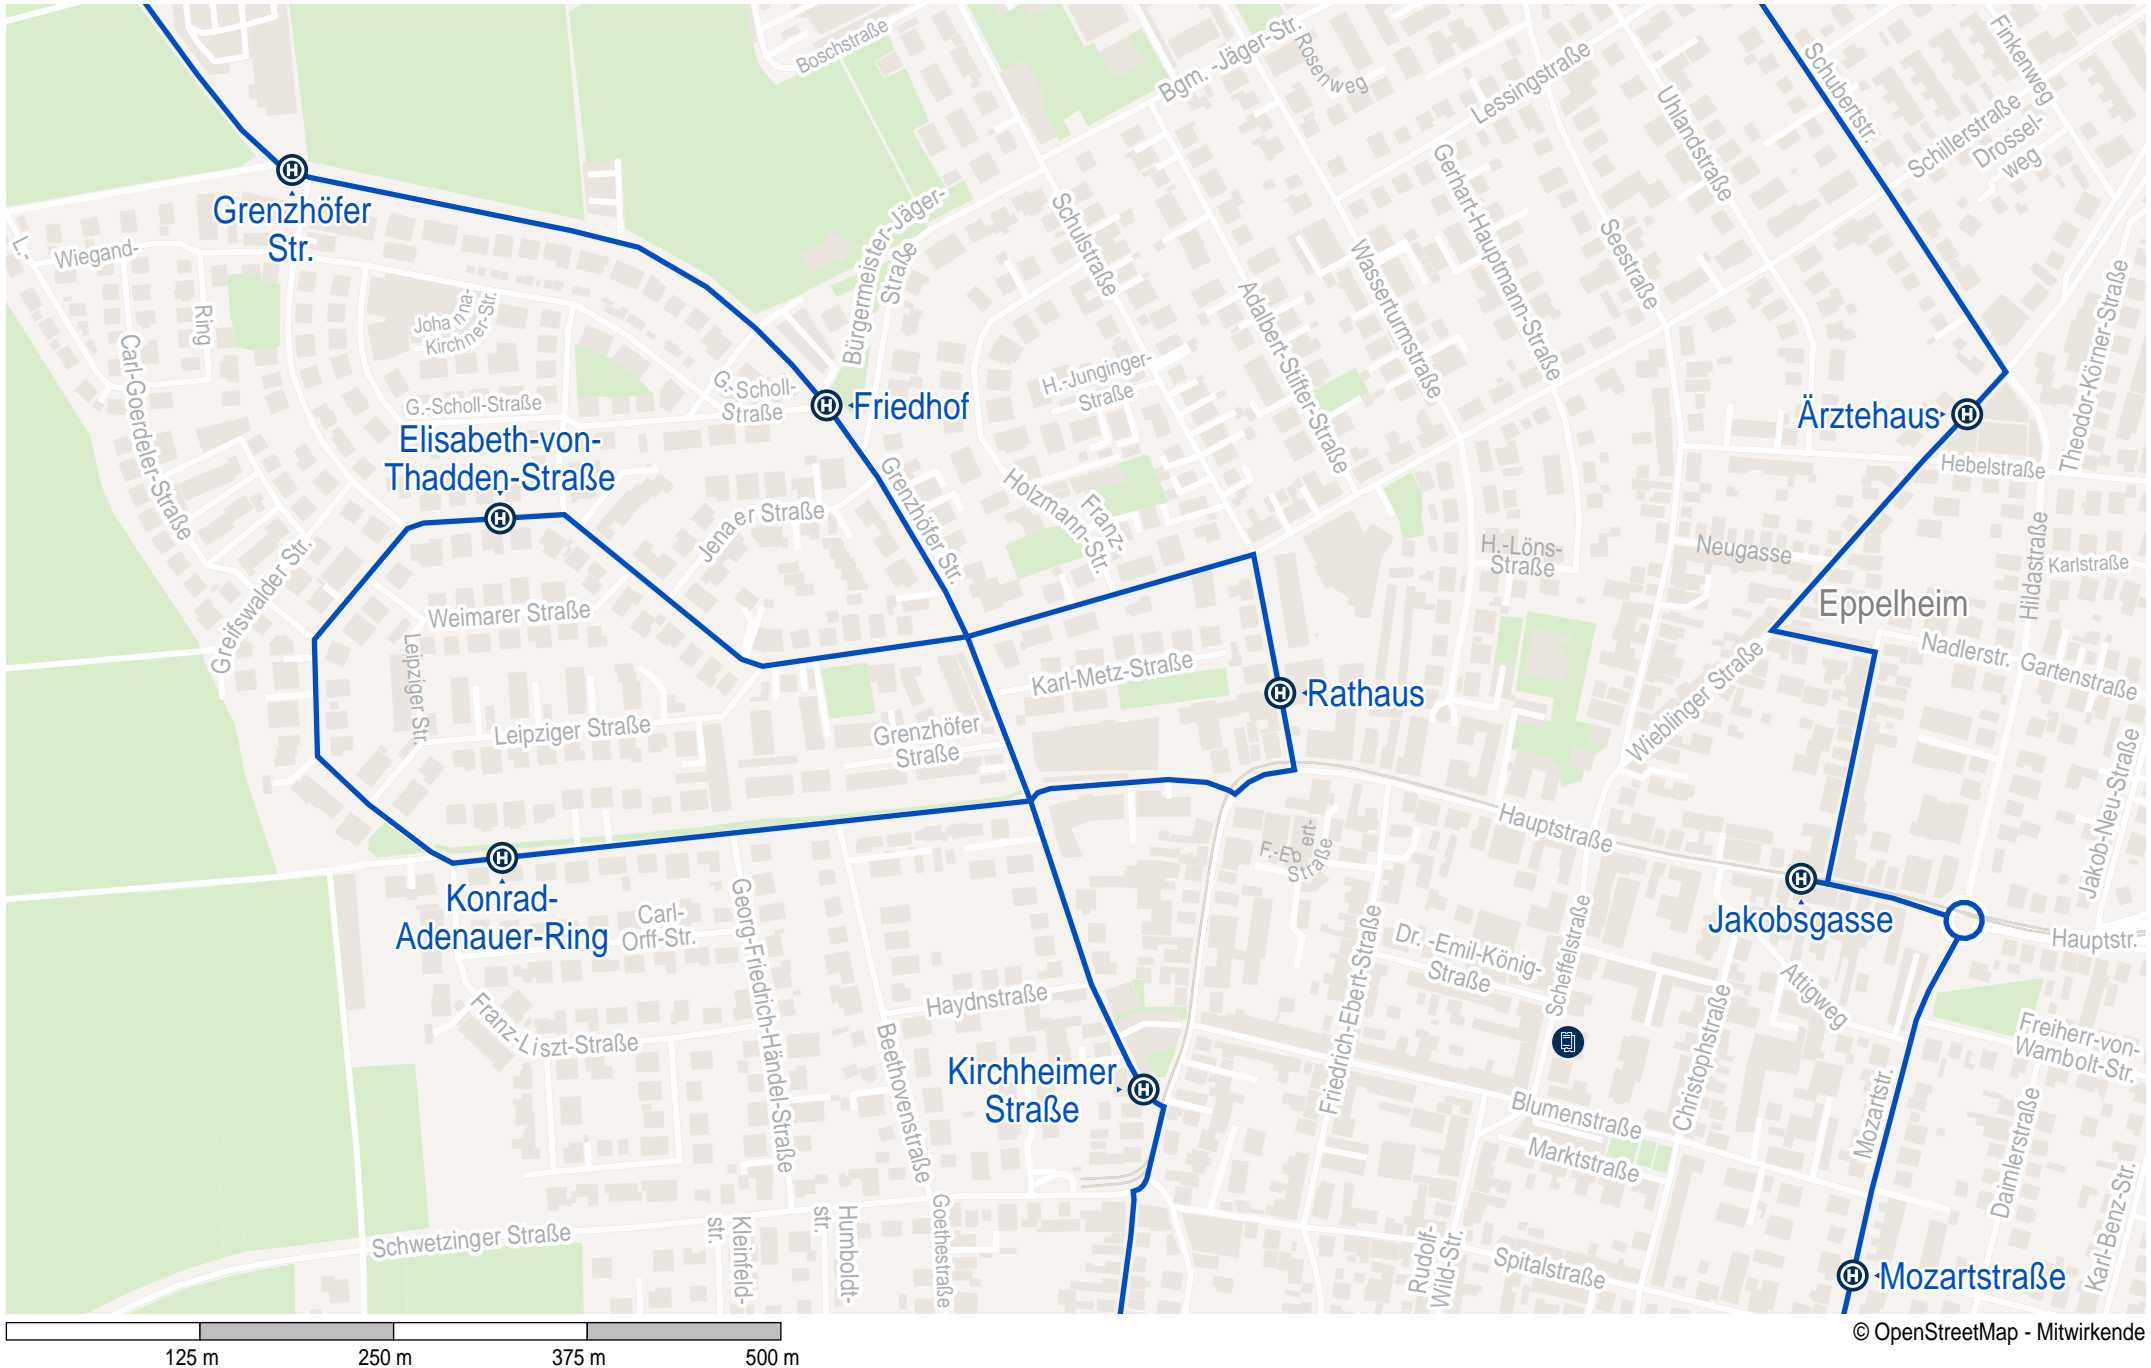 Boschstraße
Bgm. -Jäger-Str.
Rosenweg
Lessingstraße
Uhlandstraße
Schubertstr.
Finkenweg
Schillerstraße
Drossel-
weg
Grenzhöfer
Str.
L.-
Wiegand-
Ring
Carl-Goerdeler-Straße
Johanna-
Kirchner-Str.
Bürgermeister-Jäger-
Straße
Schulstraße
Gerhart-Hauptmann-Straße
Wasserturmstraße
Seestraße
Adalbert-Stifter-Straße
Theodor-Körner-Straße
H.-Junginger-
Straße
G.-Scholl-
Straße
G.-Scholl-Straße
Friedhof
Ärztehaus
Hebelstraße
Elisabeth-von-
Thadden-Straße
Jenaer Straße
Grenzhöfer Str.
Franz-
Holzmann-Str.
H.-Löns-
Straße
Neugasse
Hildastraße
Karlstraße
Greifswalder Str.
Weimarer Straße
Eppelheim
Nadlerstr.
Gartenstraße
Leipziger Str.
Leipziger Straße
Karl-Metz-Straße
Rathaus
Grenzhöfer
Straße
Wieblinger Straße
Jakob-Neu-Straße
Hauptstraße
F.-Ebert-
Straße
Konrad-
Adenauer-Ring
Carl-
Orff-Str.
Georg-Friedrich-Händel-Straße
Jakobsgasse
Hauptstr.
Friedrich-Ebert-Straße
Dr. -Emil-König-
Straße
Scheffelstraße
Attigweg
Haydnstraße
Franz-Liszt-Straße
Beethovenstraße
Christophstraße
Freiherr-von-
Wambolt-Str.
Kirchheimer
Straße
Blumenstraße
Marktstraße
Mozartstr.
Daimlerstraße
Karl-Benz-Str.
Schwetzinger Straße
Kleinfeld-
str.
Humboldt-
str.
Goethestraße
Rudolf-
Wild-Str.
Spitalstraße
Mozartstraße
125 m
250 m
375 m
500 m
© OpenStreetMap - Mitwirkende